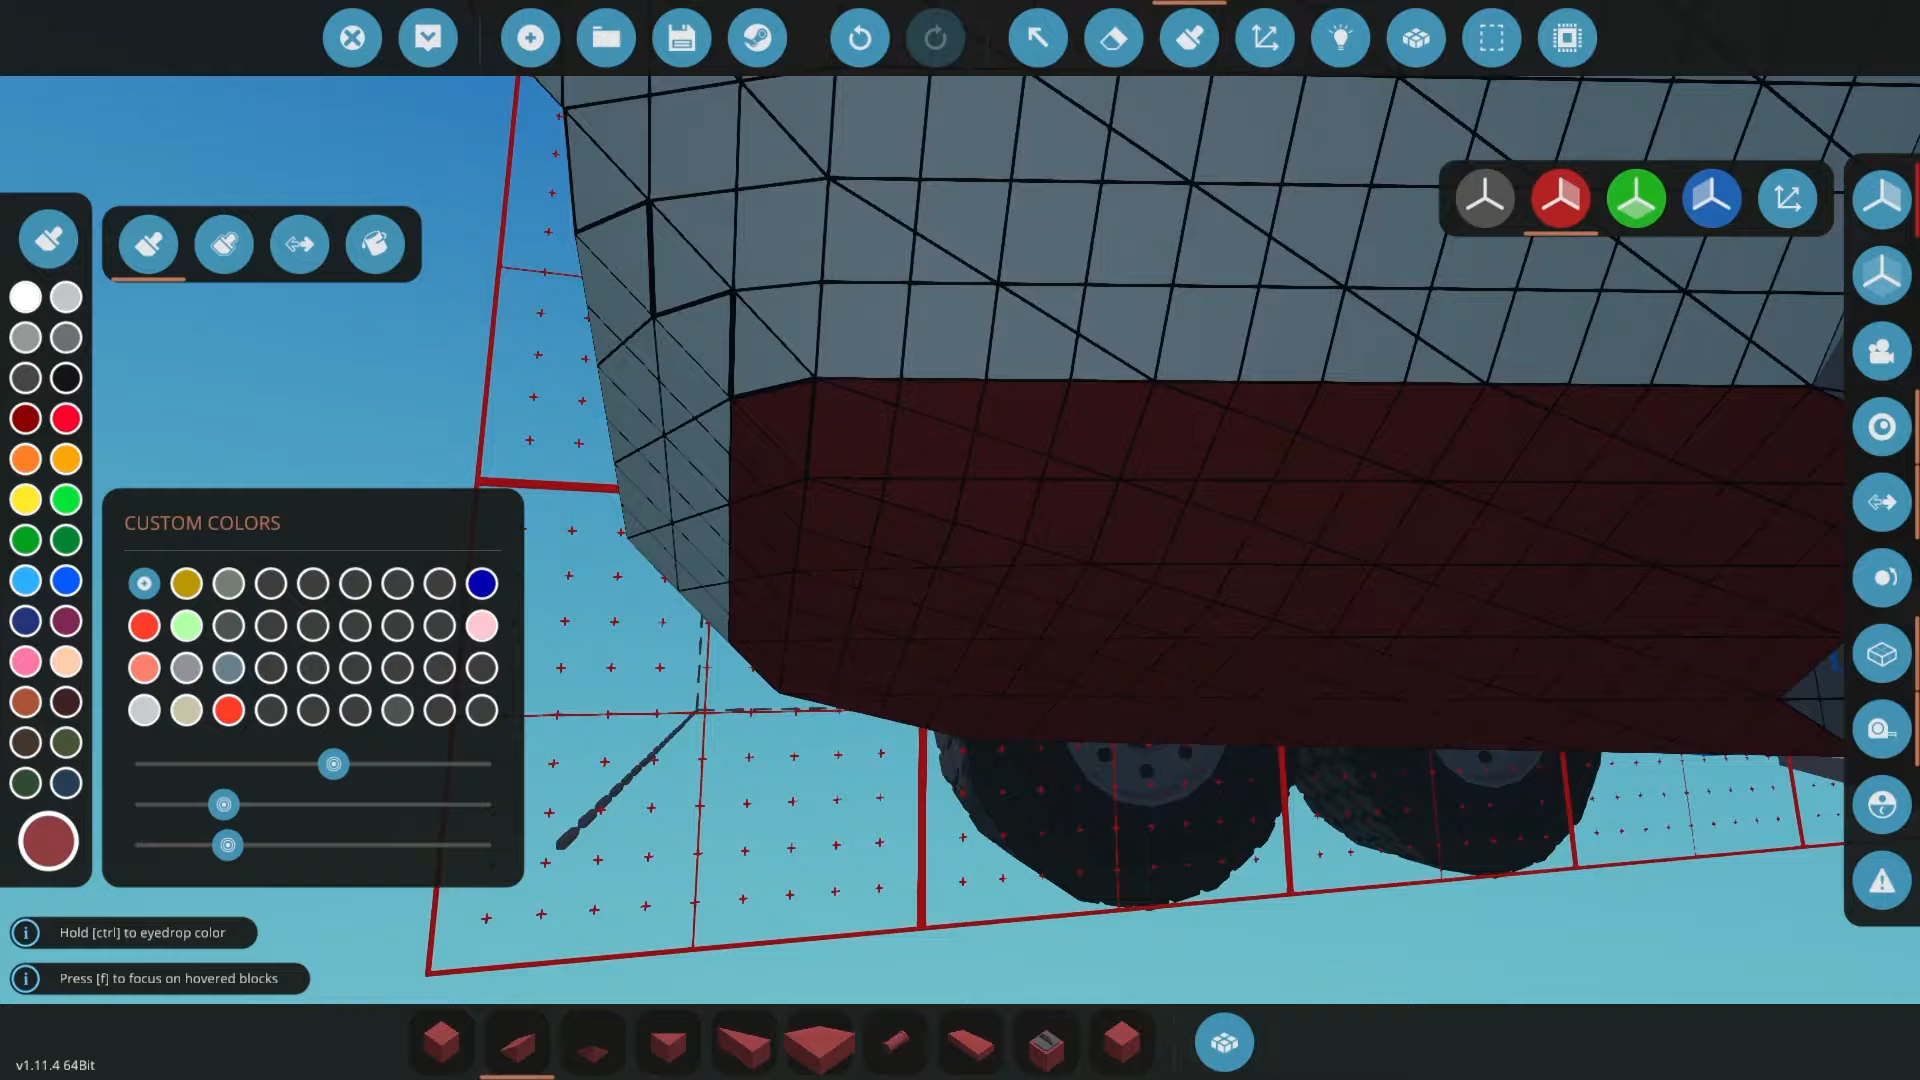 CUSTOM COLORS
Hold [ctrl] to eyedrop color
Press [f] to focus on hovered blocks
v1.11.4 64Bit